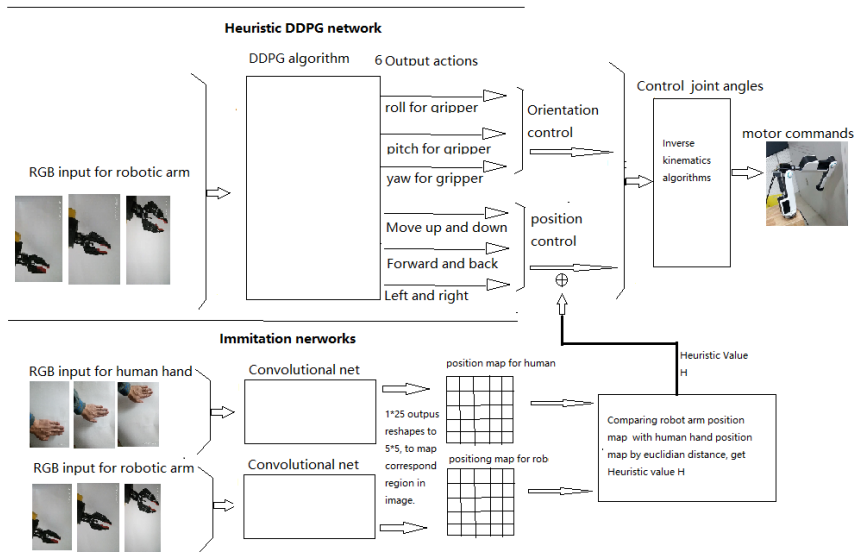 Heuristic DDPG network
DDPG algorithm
6 Output actions
roll for gripper
pitch for gripper
yaw for gripper
Move up and down
Forward and back
Left and right
Orientation
control
position
control
RGB input for robotic arm
Control joint angles
Inverse
kinematics
algorithms
motor commands
Immitation nerworks
RGB input for human hand
Convolutional net
position map for human
1*25 outpus
reshapes to
5*5, to map
correspond
region in
image.
RGB input for robotic arm
Convolutional net
positiong map for rob
Heuristic Value
H
Comparing robot arm position
map with human hand position
map by euclidian distance, get
Heuristic value H